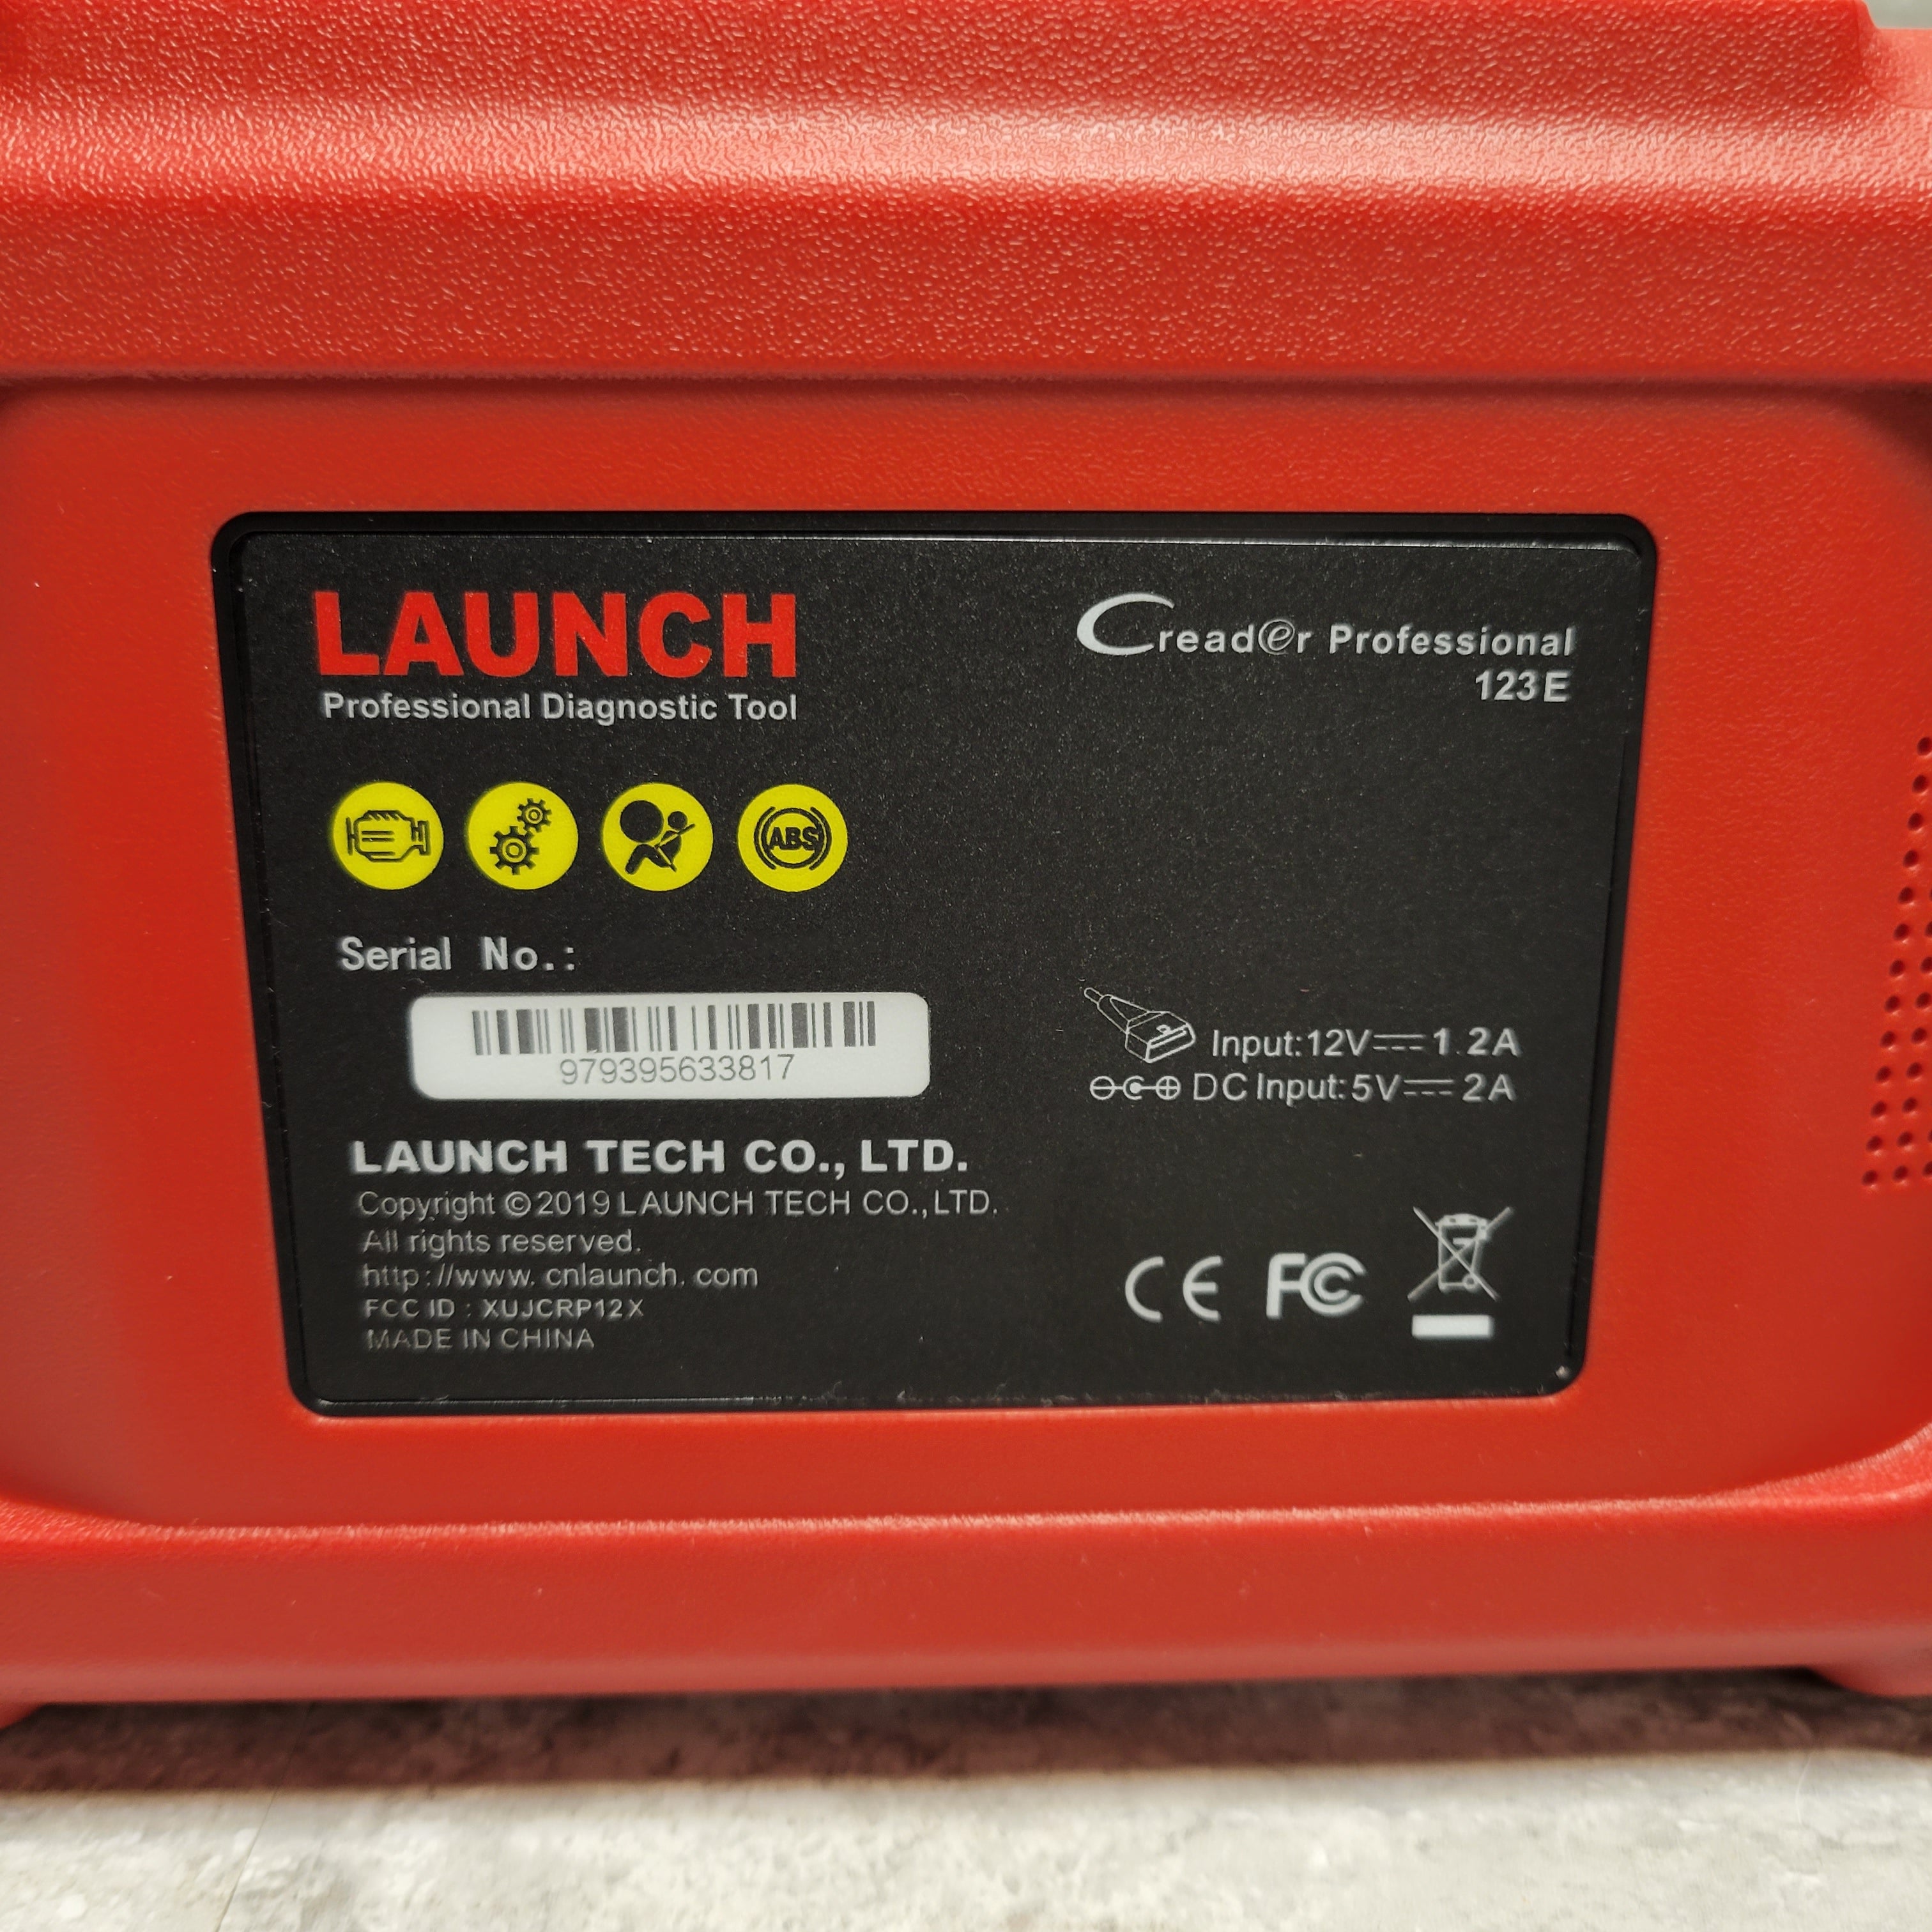 LAUNCH
Professional Diagnostic Tool
Creader Professional
123E
ABS
Serial No.:
979395633817
Input:12V⎓1.2A
DC Input:5V⎓2A
LAUNCH TECH CO., LTD.
Copyright ©2019 LAUNCH TECH CO.,LTD.
All rights reserved.
http://www.cnlaunch.com
FCC ID : XUJCRP12X
MADE IN CHINA
CE FC